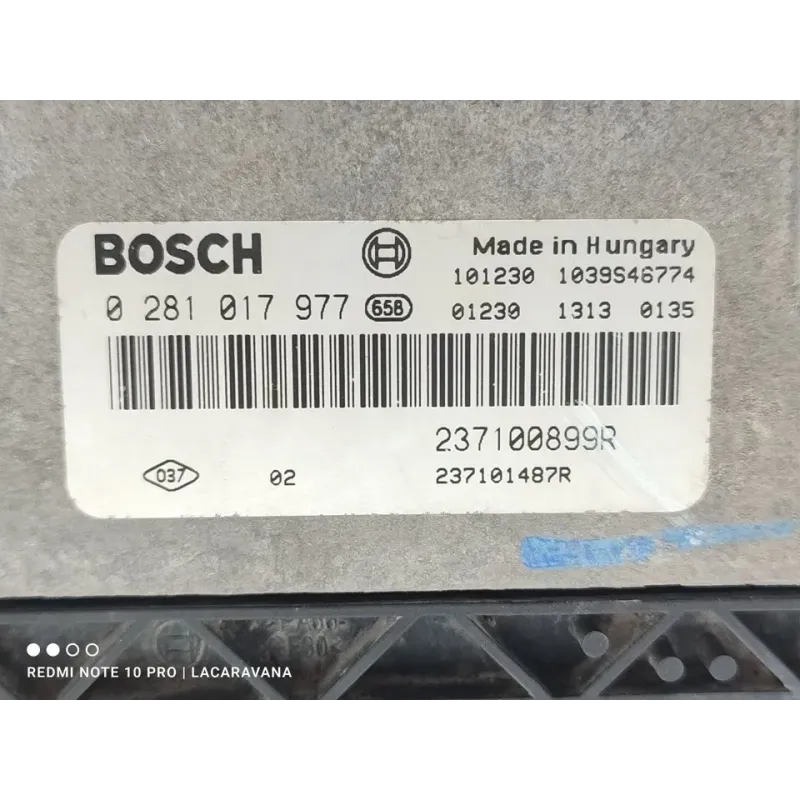 BOSCH
Made in Hungary
101230 1039S46774
0 281 017 977 658
01230 1313 0135
237100899R
037 02
237101487R
REDMI NOTE 10 PRO | LACARAVANA